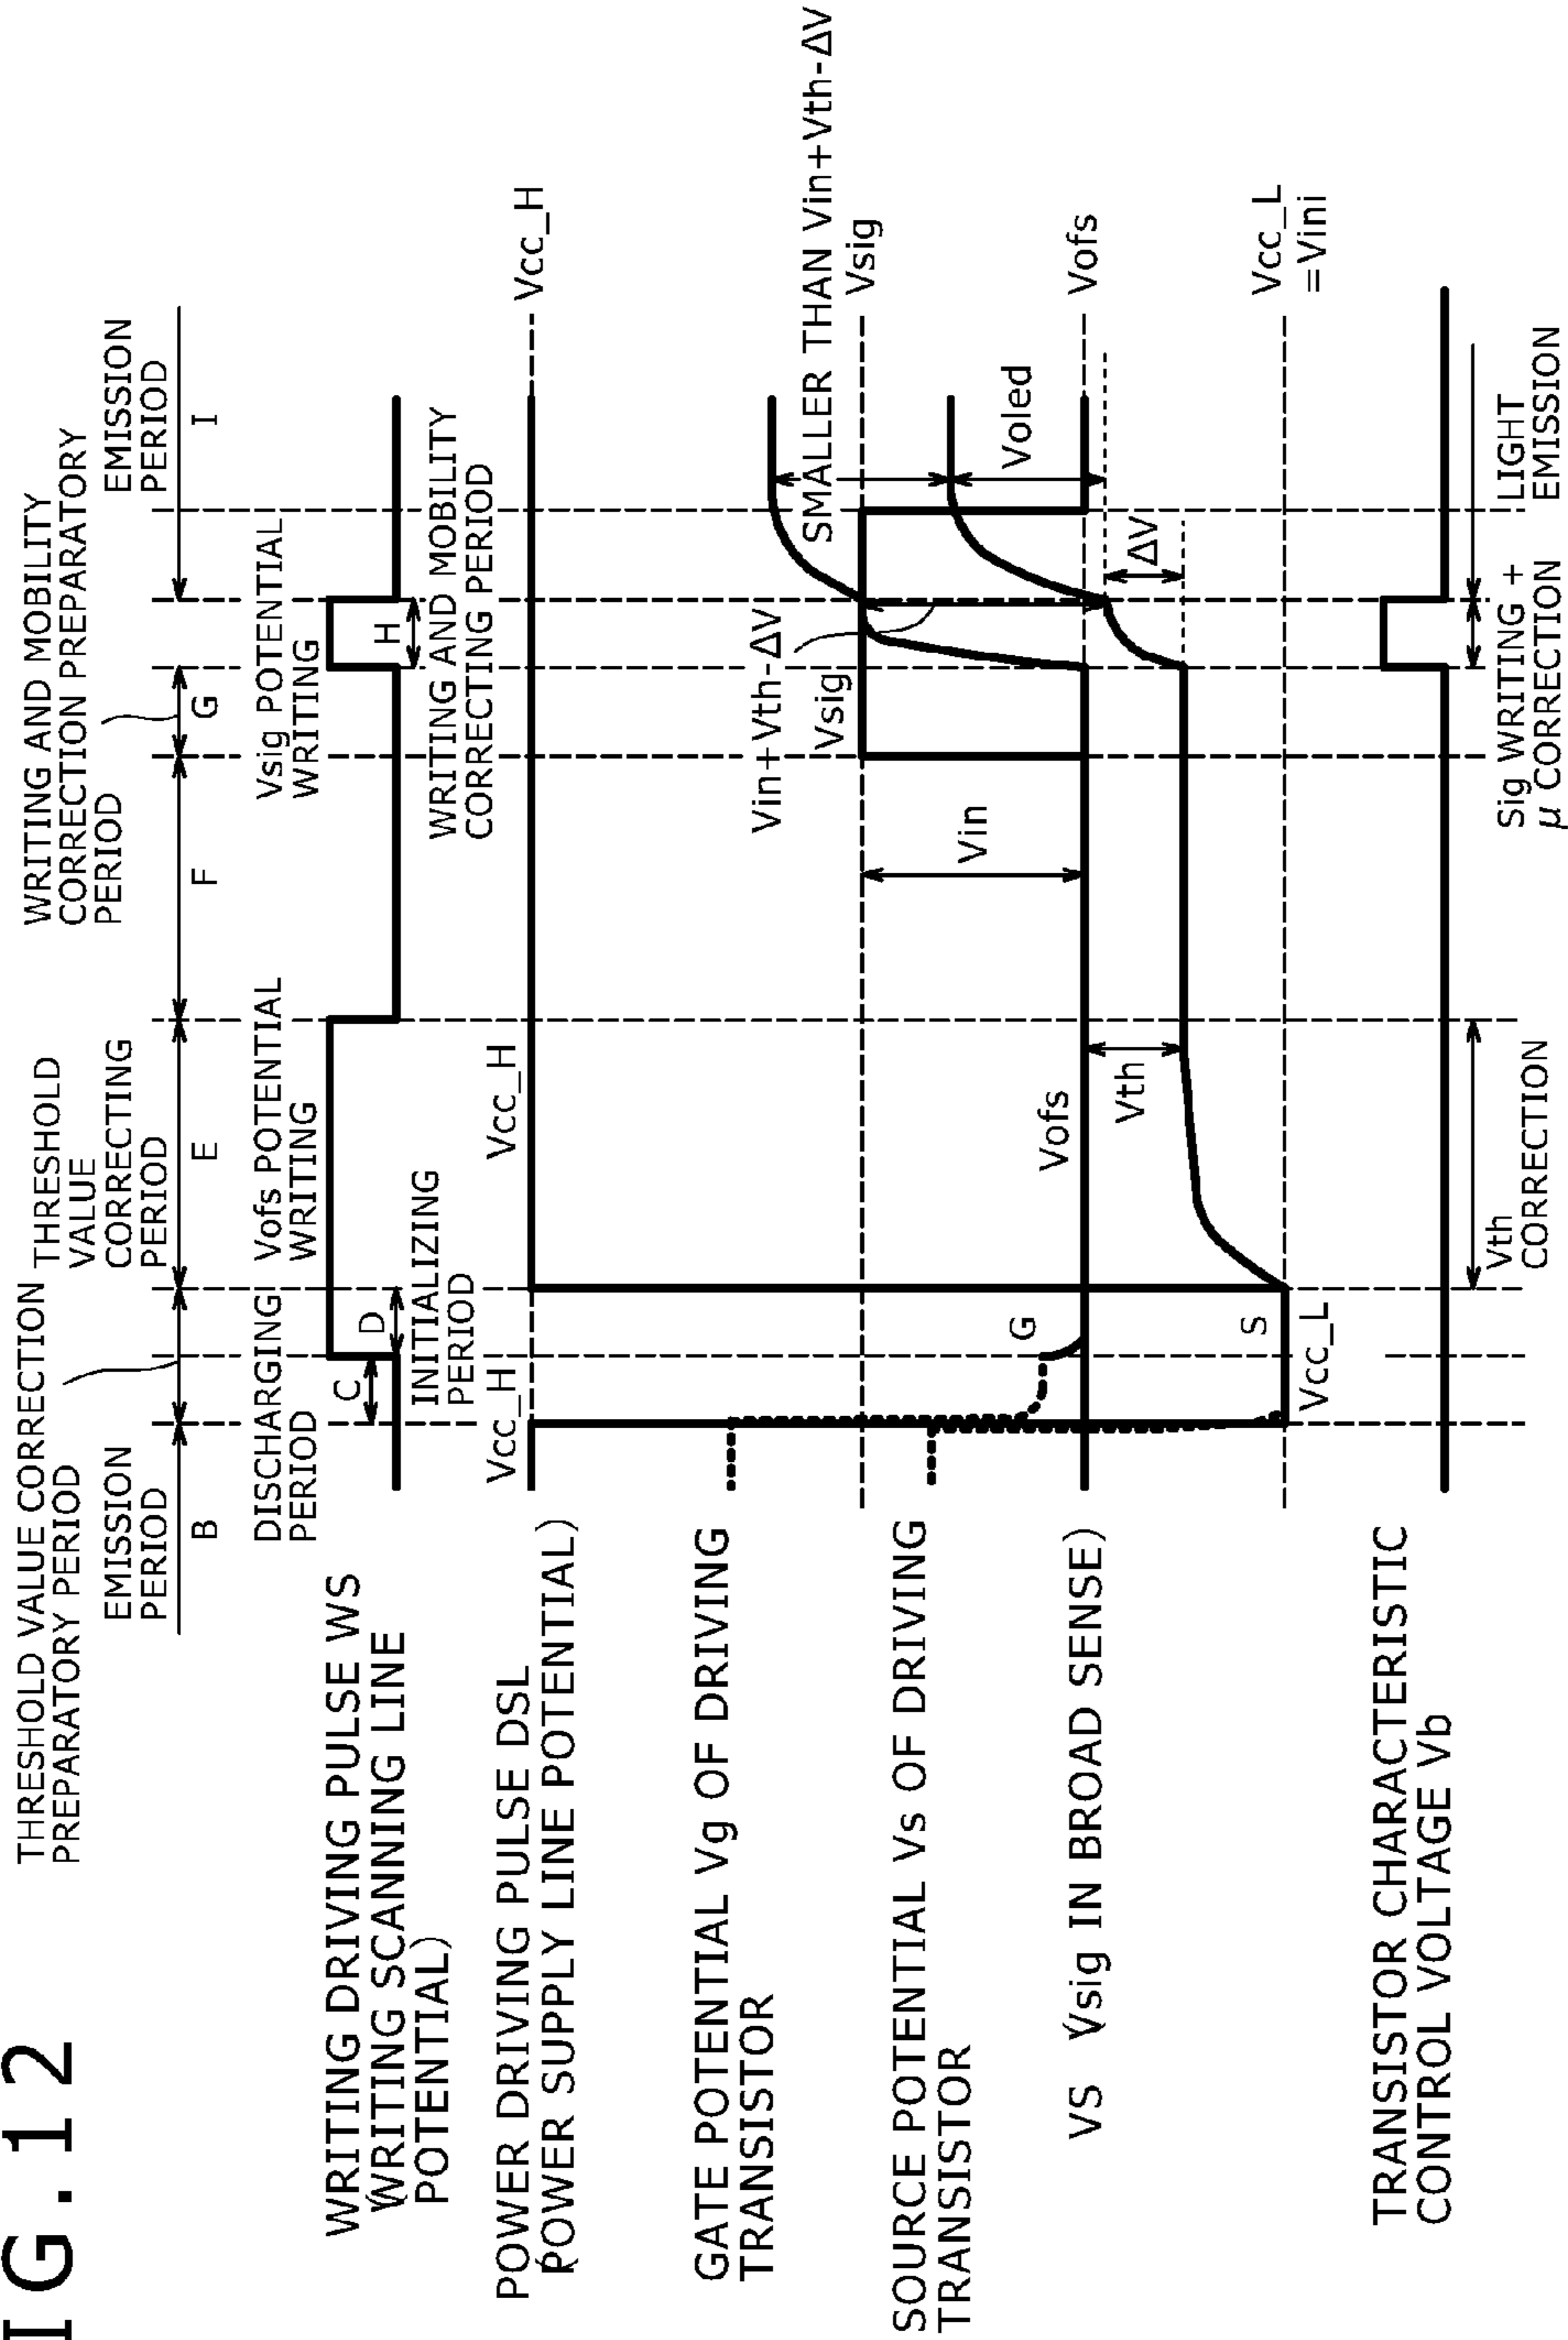 IG.12
THRESHOLD VALUE CORRECTION
PREPARATORY PERIOD
THRESHOLD
VALUE
CORRECTING
PERIOD
WRITING AND MOBILITY
CORRECTION PREPARATORY
PERIOD
EMISSION
PERIOD
EMISSION
PERIOD
B
E
F
G
I
DISCHARGING
PERIOD
Vofs POTENTIAL
WRITING
Vsig POTENTIAL
WRITING
WRITING DRIVING PULSE WS
(WRITING SCANNING LINE
POTENTIAL)
C
D
H
INITIALIZING
PERIOD
WRITING AND MOBILITY
CORRECTING PERIOD
POWER DRIVING PULSE DSL
(POWER SUPPLY LINE POTENTIAL)
Vcc_H
Vcc_H
Vcc_H
GATE POTENTIAL Vg OF DRIVING
TRANSISTOR
Vin+Vth-ΔV
SMALLER THAN Vin+Vth-ΔV
Vsig
Vsig
SOURCE POTENTIAL Vs OF DRIVING
TRANSISTOR
Vin
Voled
G
Vofs
Vofs
VS (Vsig IN BROAD SENSE)
Vth
ΔV
S
Vcc_L
Vcc_L
=Vini
TRANSISTOR CHARACTERISTIC
CONTROL VOLTAGE Vb
Vth
CORRECTION
Sig WRITING +
μ CORRECTION
LIGHT
EMISSION